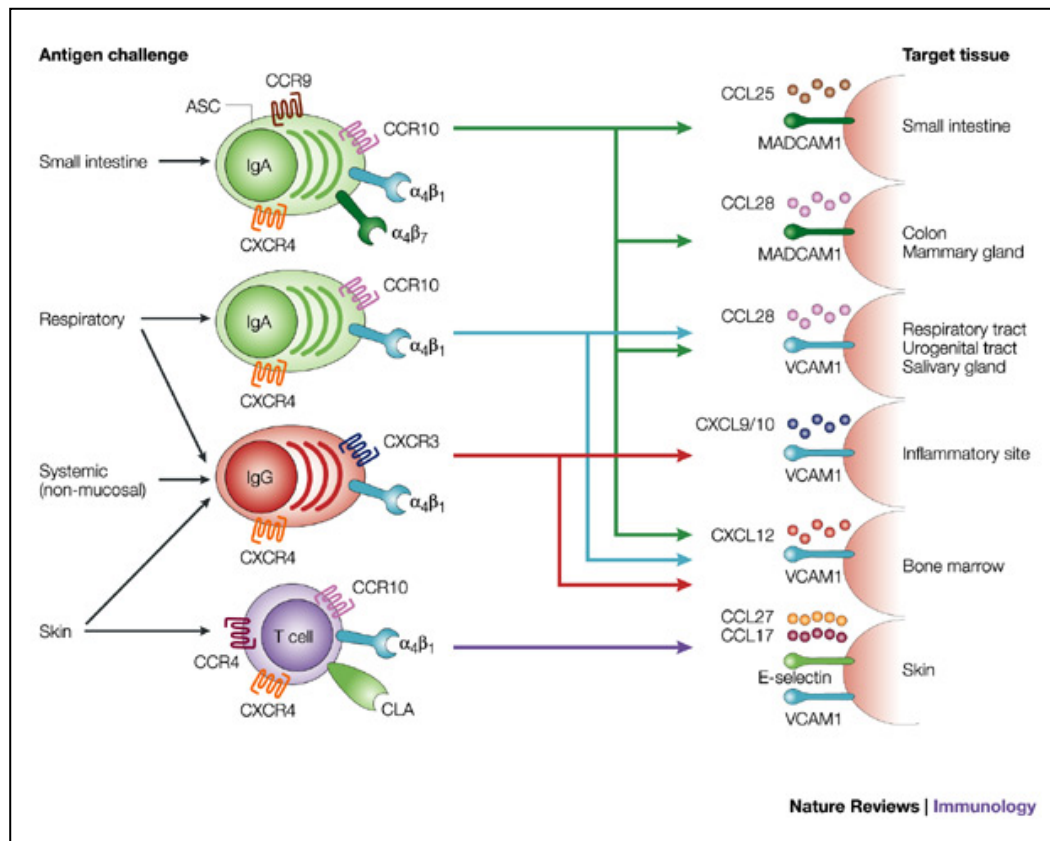 Antigen challenge
Target tissue
CCR9
ASC
CCR10
IgA
α4β1
α4β7
CXCR4
Small intestine
CCL25
MADCAM1
Small intestine
CCL28
MADCAM1
Colon
Mammary gland
Respiratory
CCR10
IgA
α4β1
CXCR4
CCL28
VCAM1
Respiratory tract
Urogenital tract
Salivary gland
Systemic
(non-mucosal)
CXCR3
IgG
α4β1
CXCR4
CXCL9/10
VCAM1
Inflammatory site
CXCL12
VCAM1
Bone marrow
Skin
CCR10
T cell
α4β1
CCR4
CXCR4
CLA
CCL27
CCL17
E-selectin
VCAM1
Skin
Nature Reviews | Immunology